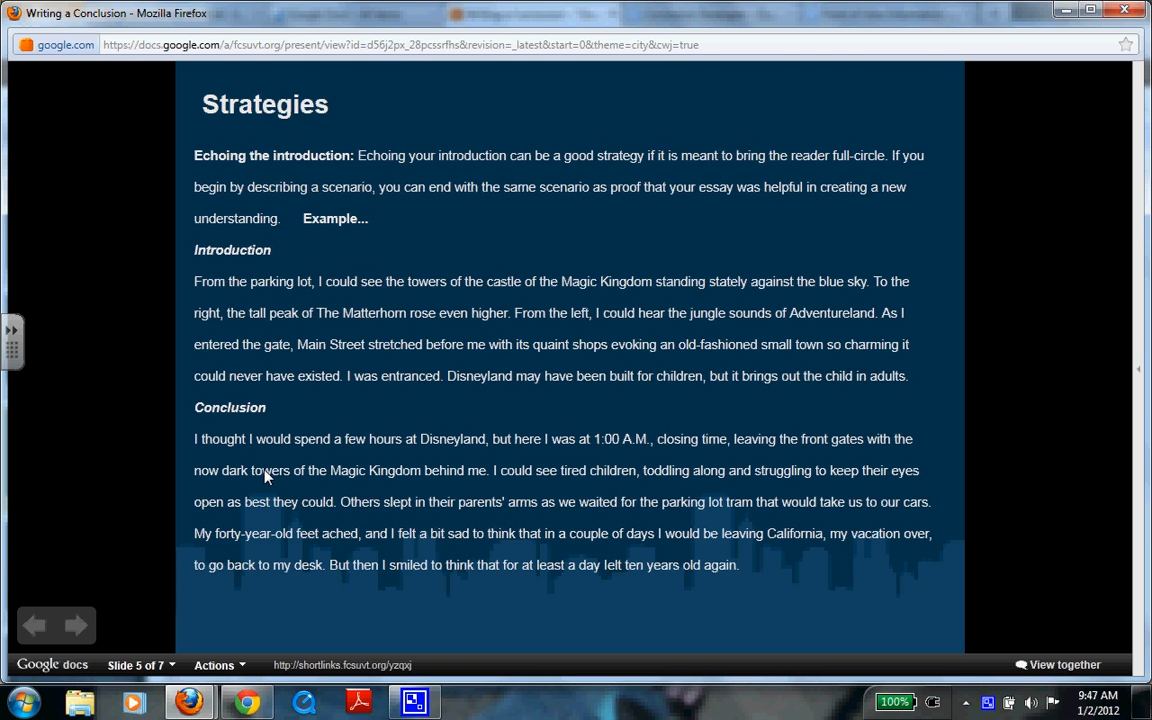 Writing a Conclusion - Mozilla Firefox
google.com https://docs.google.com/a/fcsuvt.org/present/view?id=d56j2px_28pcssrfhs&revision=_latest&start=0&theme=city&cwj=true
Strategies
Echoing the introduction: Echoing your introduction can be a good strategy if it is meant to bring the reader full-circle. If you
begin by describing a scenario, you can end with the same scenario as proof that your essay was helpful in creating a new
understanding. Example...
Introduction
From the parking lot, I could see the towers of the castle of the Magic Kingdom standing stately against the blue sky. To the
right, the tall peak of The Matterhorn rose even higher. From the left, I could hear the jungle sounds of Adventureland. As I
entered the gate, Main Street stretched before me with its quaint shops evoking an old-fashioned small town so charming it
could never have existed. I was entranced. Disneyland may have been built for children, but it brings out the child in adults.
Conclusion
I thought I would spend a few hours at Disneyland, but here I was at 1:00 A.M., closing time, leaving the front gates with the
now dark towers of the Magic Kingdom behind me. I could see tired children, toddling along and struggling to keep their eyes
open as best they could. Others slept in their parents' arms as we waited for the parking lot tram that would take us to our cars.
My forty-year-old feet ached, and I felt a bit sad to think that in a couple of days I would be leaving California, my vacation over,
to go back to my desk. But then I smiled to think that for at least a day Ielt ten years old again.
Google docs Slide 5 of 7 Actions http://shortlinks.fcsuvt.org/yzqxj View together
100% 9:47 AM
1/2/2012